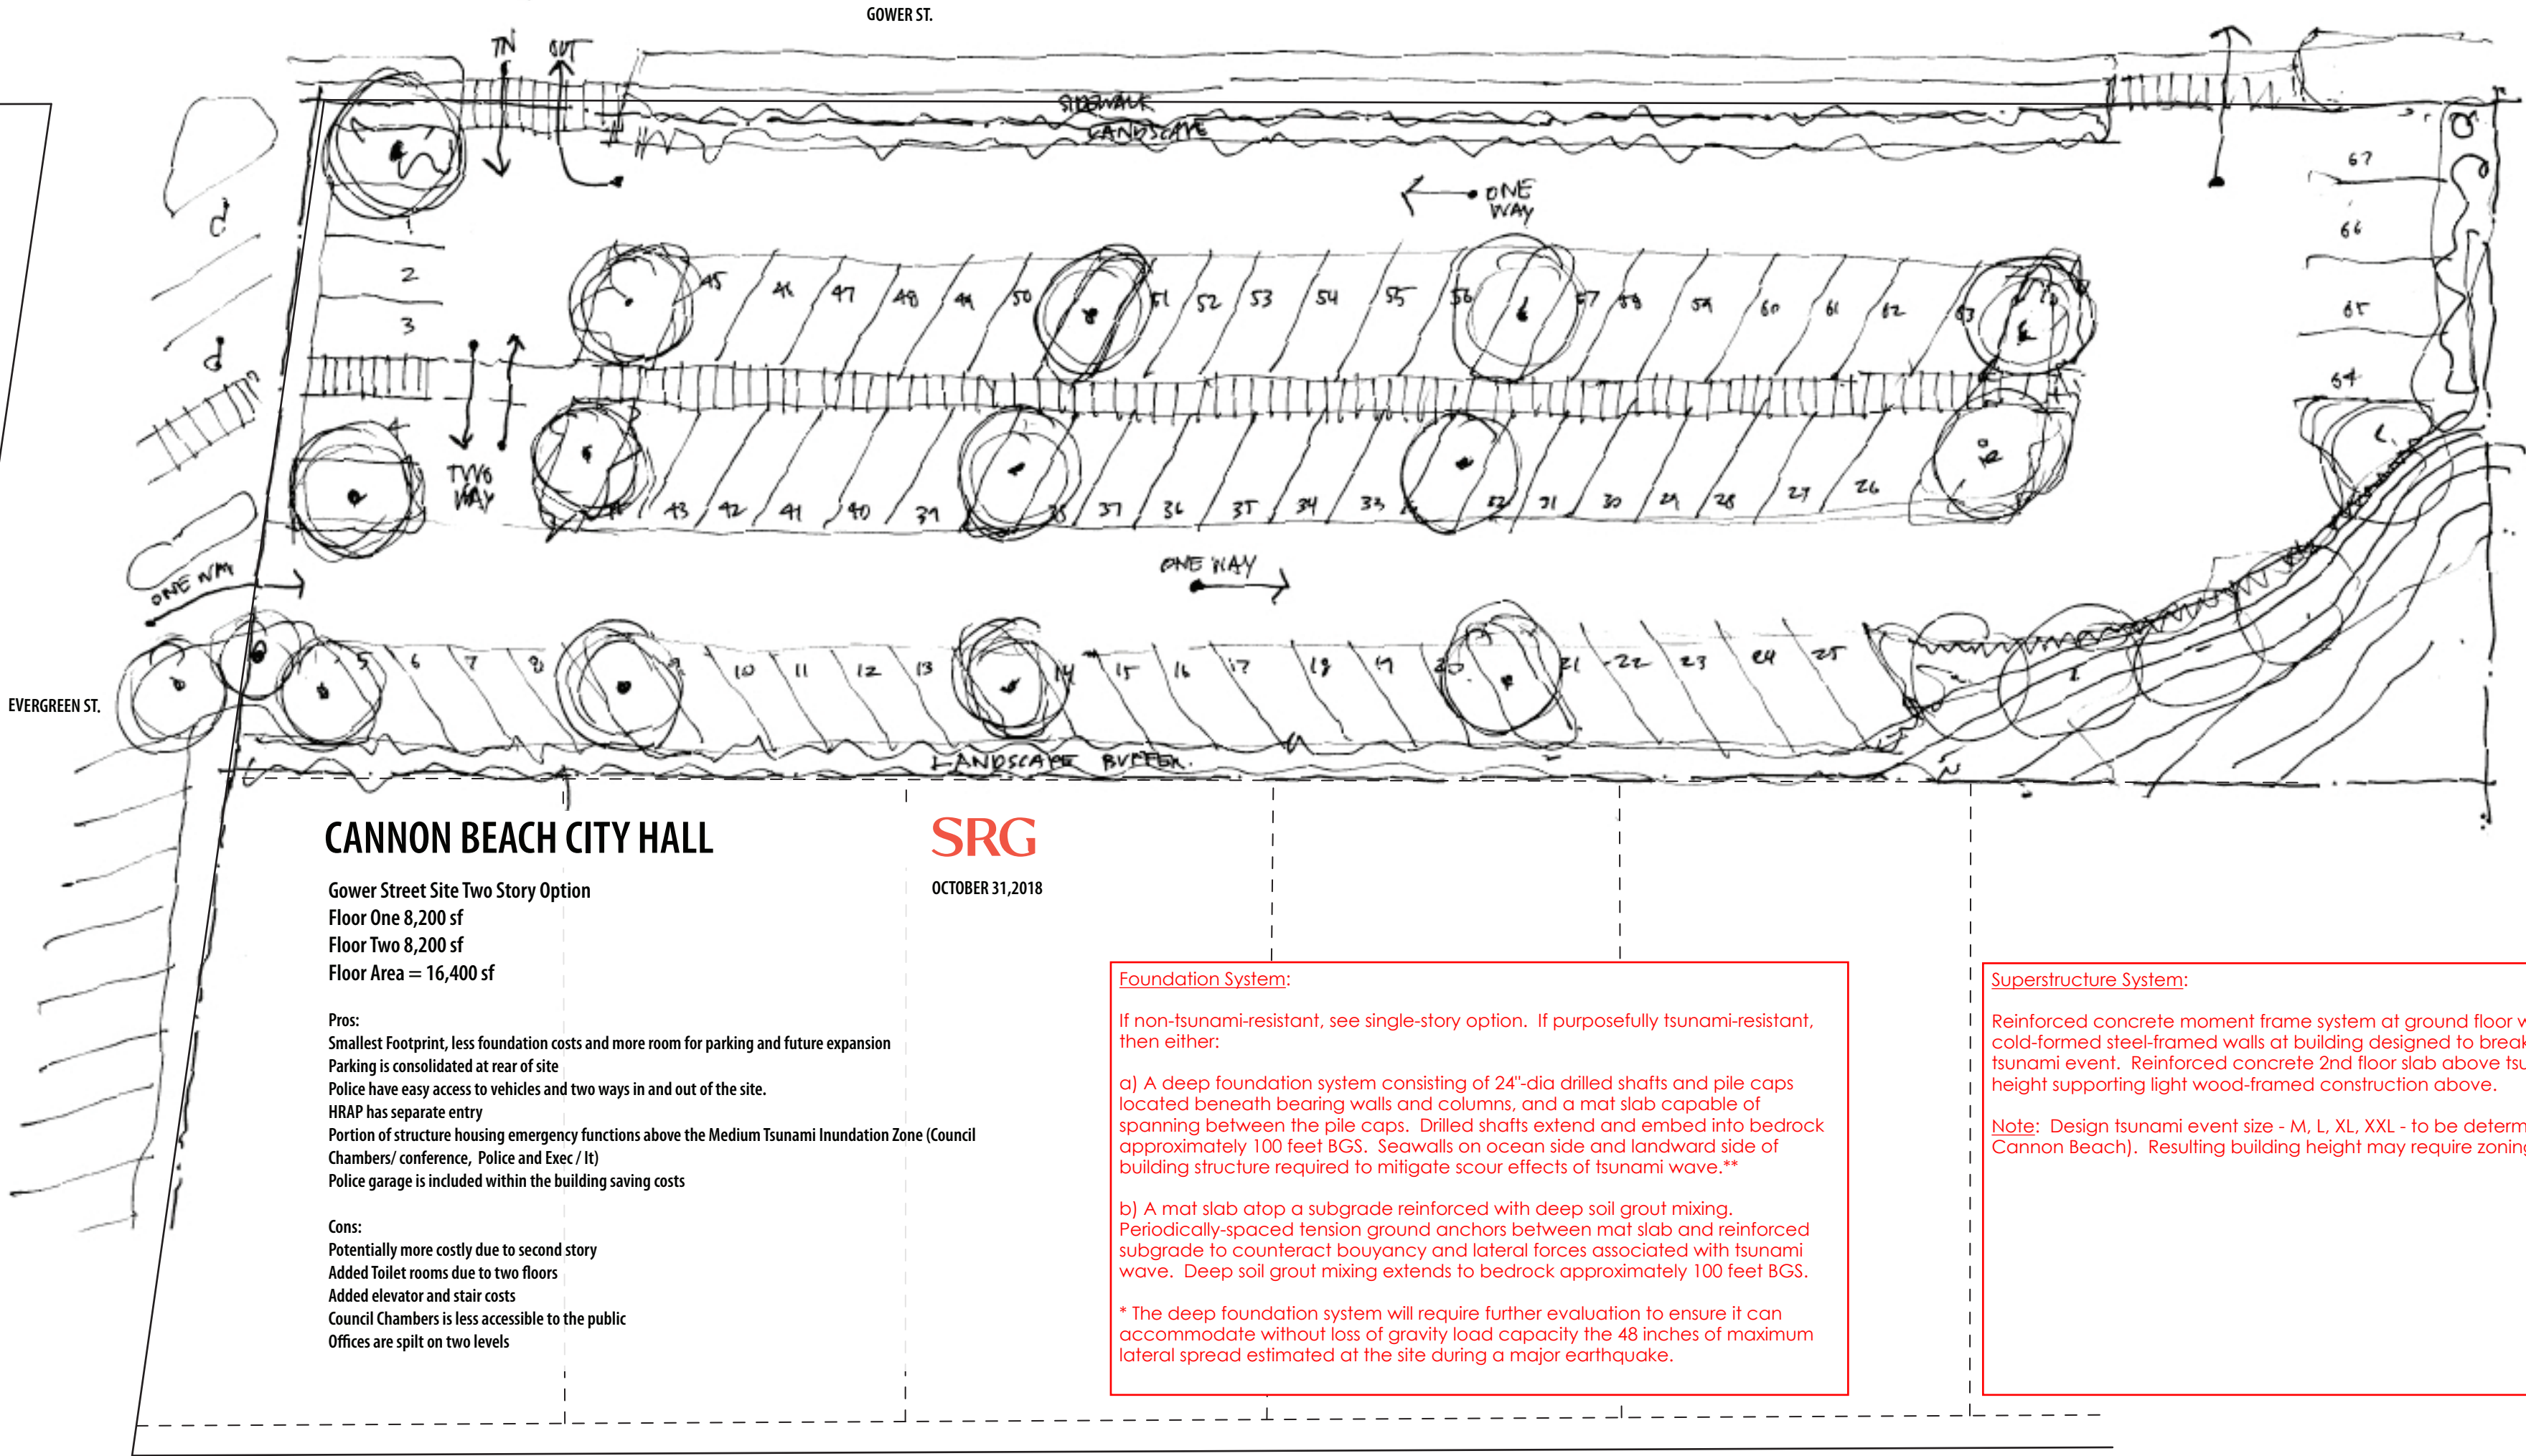 GOWER ST.
IN
OUT
SIDEWALK
LANDSCAPE
ONE
WAY
67
66
65
64
1
2
3
45 46 47 48 49 50 51 52 53 54 55 56 57 58 59 60 61 62 63
TWO
WAY
43 42 41 40 39 38 37 36 35 34 33 32 31 30 29 28 27 26
ONE WAY
ONE WAY
5 6 7 8 9 10 11 12 13 14 15 16 17 18 19 20 21 22 23 24 25
EVERGREEN ST.
LANDSCAPE BUFFER.
CANNON BEACH CITY HALL
SRG
OCTOBER 31,2018
Gower Street Site Two Story Option
Floor One 8,200 sf
Floor Two 8,200 sf
Floor Area = 16,400 sf
Pros:
Smallest Footprint, less foundation costs and more room for parking and future expansion
Parking is consolidated at rear of site
Police have easy access to vehicles and two ways in and out of the site.
HRAP has separate entry
Portion of structure housing emergency functions above the Medium Tsunami Inundation Zone (Council
Chambers/ conference, Police and Exec / It)
Police garage is included within the building saving costs
Cons:
Potentially more costly due to second story
Added Toilet rooms due to two floors
Added elevator and stair costs
Council Chambers is less accessible to the public
Offices are spilt on two levels
Foundation System:
If non-tsunami-resistant, see single-story option. If purposefully tsunami-resistant,
then either:
a) A deep foundation system consisting of 24"-dia drilled shafts and pile caps
located beneath bearing walls and columns, and a mat slab capable of
spanning between the pile caps. Drilled shafts extend and embed into bedrock
approximately 100 feet BGS. Seawalls on ocean side and landward side of
building structure required to mitigate scour effects of tsunami wave.**
b) A mat slab atop a subgrade reinforced with deep soil grout mixing.
Periodically-spaced tension ground anchors between mat slab and reinforced
subgrade to counteract bouyancy and lateral forces associated with tsunami
wave. Deep soil grout mixing extends to bedrock approximately 100 feet BGS.
* The deep foundation system will require further evaluation to ensure it can
accommodate without loss of gravity load capacity the 48 inches of maximum
lateral spread estimated at the site during a major earthquake.
Superstructure System:
Reinforced concrete moment frame system at ground floor w
cold-formed steel-framed walls at building designed to break
tsunami event. Reinforced concrete 2nd floor slab above tsu
height supporting light wood-framed construction above.
Note: Design tsunami event size - M, L, XL, XXL - to be determ
Cannon Beach). Resulting building height may require zoning